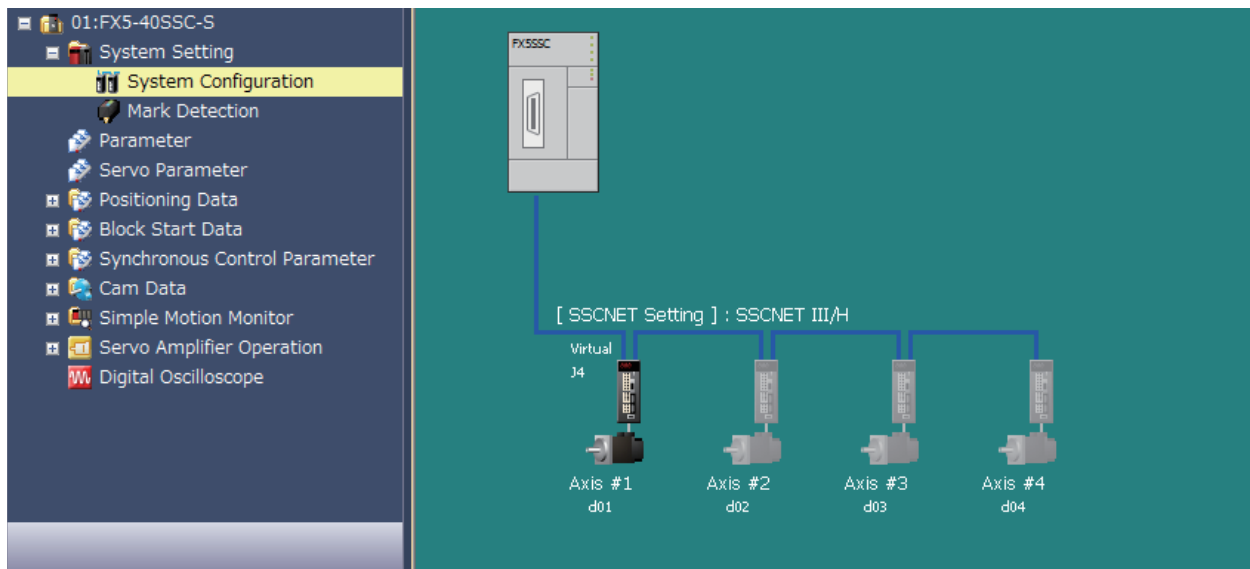 01:FX5-40SSC-S
System Setting
System Configuration
Mark Detection
Parameter
Servo Parameter
Positioning Data
Block Start Data
Synchronous Control Parameter
Cam Data
Simple Motion Monitor
Servo Amplifier Operation
Digital Oscilloscope
FX5SSC
[ SSCNET Setting ] : SSCNET III/H
Virtual
J4
Axis #1 Axis #2 Axis #3 Axis #4
d01 d02 d03 d04